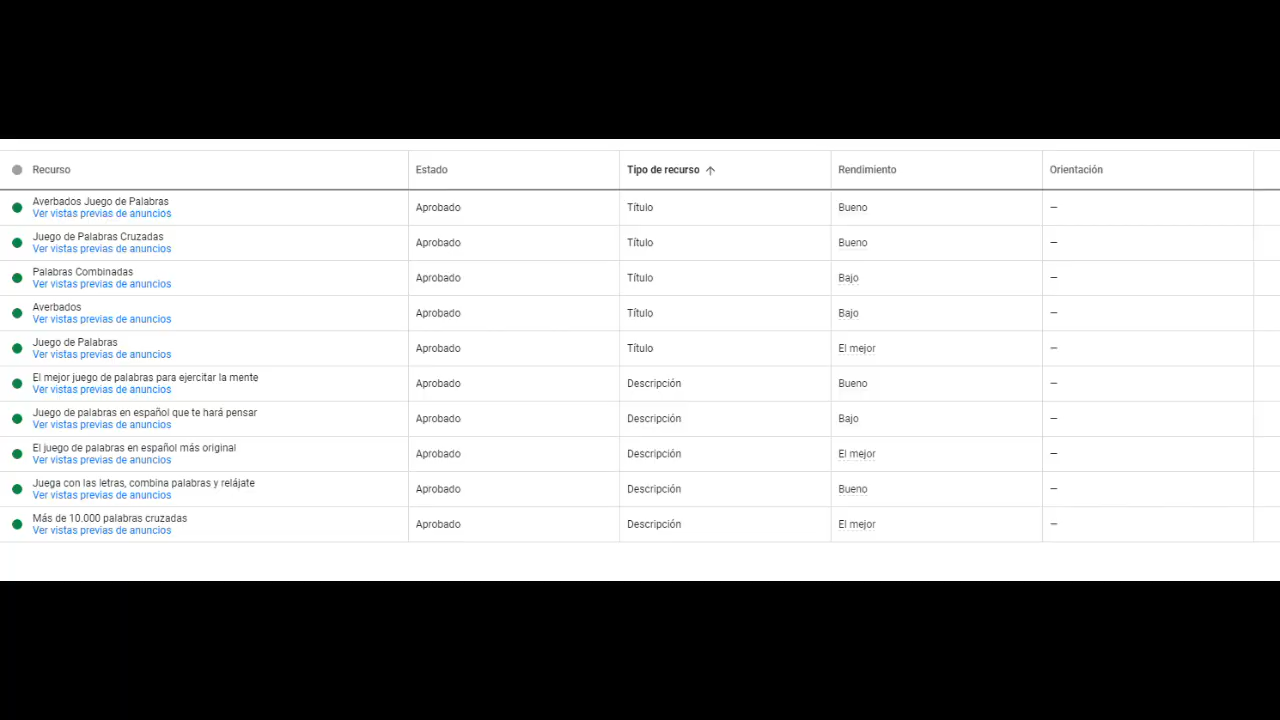 Recurso Estado Tipo de recurso Rendimiento Orientación
Averbados Juego de Palabras
Ver vistas previas de anuncios Aprobado Título Bueno —
Juego de Palabras Cruzadas
Ver vistas previas de anuncios Aprobado Título Bueno —
Palabras Combinadas
Ver vistas previas de anuncios Aprobado Título Bajo —
Averbados
Ver vistas previas de anuncios Aprobado Título Bajo —
Juego de Palabras
Ver vistas previas de anuncios Aprobado Título El mejor —
El mejor juego de palabras para ejercitar la mente
Ver vistas previas de anuncios Aprobado Descripción Bueno —
Juego de palabras en español que te hará pensar
Ver vistas previas de anuncios Aprobado Descripción Bajo —
El juego de palabras en español más original
Ver vistas previas de anuncios Aprobado Descripción El mejor —
Juega con las letras, combina palabras y relájate
Ver vistas previas de anuncios Aprobado Descripción Bueno —
Más de 10.000 palabras cruzadas
Ver vistas previas de anuncios Aprobado Descripción El mejor —